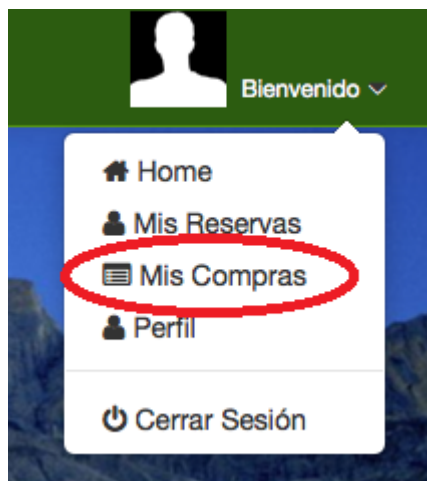 Bienvenido
Home
Mis Reservas
Mis Compras
Perfil
Cerrar Sesión